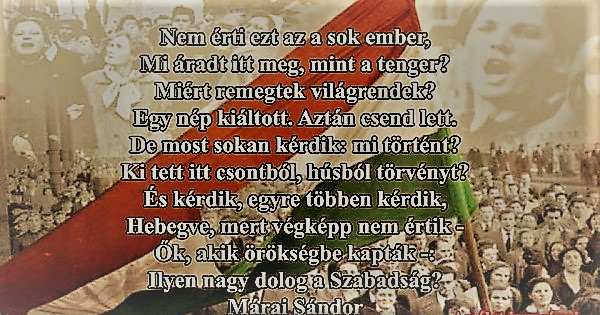 Nem érti ezt az a sok ember,
Mi áradt itt meg, mint a tenger?
Miért remegtek világrendek?
Egy nép kiáltott. Aztán csend lett.
De most sokan kérdik: mi történt?
Ki tett itt csontból, húsból törvényt?
És kérdik, egyre többen kérdik,
Hebegve, mert végképp nem értik -
Ők, akik örökségbe kapták -:
Ilyen nagy dolog a Szabadság?
Márai Sándor